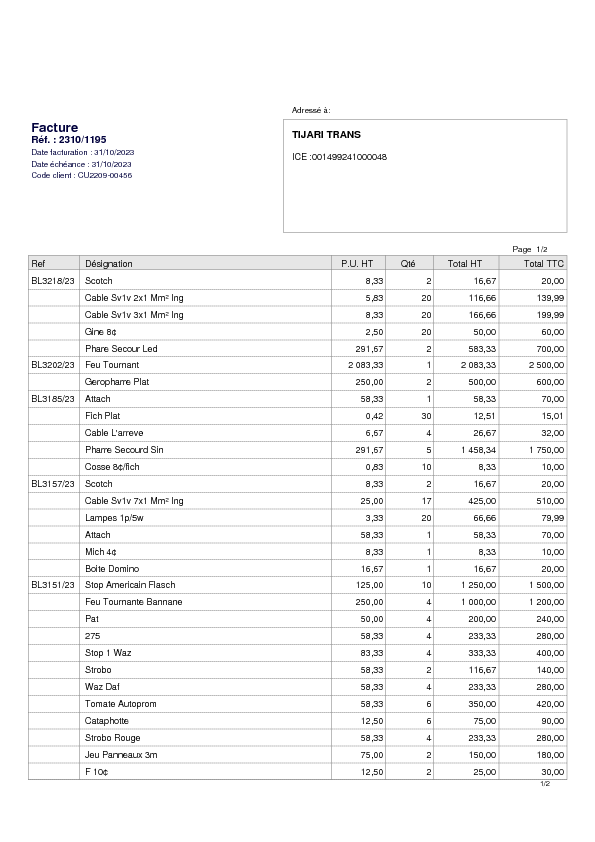 Adressé à:
Facture
Réf. : 2310/1195
Date facturation : 31/10/2023
Date échéance : 31/10/2023
Code client : CU2209-00456
TIJARI TRANS
ICE :001499241000048
Page 1/2
Ref Désignation P.U. HT Qté Total HT Total TTC
BL3218/23 Scotch 8,33 2 16,67 20,00
Cable Sv1v 2x1 Mm² Ing 5,83 20 116,66 139,99
Cable Sv1v 3x1 Mm² Ing 8,33 20 166,66 199,99
Gine 8¢ 2,50 20 50,00 60,00
Phare Secour Led 291,67 2 583,33 700,00
BL3202/23 Feu Tournant 2 083,33 1 2 083,33 2 500,00
Geropharre Plat 250,00 2 500,00 600,00
BL3185/23 Attach 58,33 1 58,33 70,00
Fich Plat 0,42 30 12,51 15,01
Cable L'arreve 6,67 4 26,67 32,00
Pharre Secourd Sin 291,67 5 1 458,34 1 750,00
Cosse 8¢/fich 0,83 10 8,33 10,00
BL3157/23 Scotch 8,33 2 16,67 20,00
Cable Sv1v 7x1 Mm² Ing 25,00 17 425,00 510,00
Lampes 1p/5w 3,33 20 66,66 79,99
Attach 58,33 1 58,33 70,00
Mich 4¢ 8,33 1 8,33 10,00
Boite Domino 16,67 1 16,67 20,00
BL3151/23 Stop Americain Flasch 125,00 10 1 250,00 1 500,00
Feu Tournante Bannane 250,00 4 1 000,00 1 200,00
Pat 50,00 4 200,00 240,00
275 58,33 4 233,33 280,00
Stop 1 Waz 83,33 4 333,33 400,00
Strobo 58,33 2 116,67 140,00
Waz Daf 58,33 4 233,33 280,00
Tomate Autoprom 58,33 6 350,00 420,00
Cataphotte 12,50 6 75,00 90,00
Strobo Rouge 58,33 4 233,33 280,00
Jeu Panneaux 3m 75,00 2 150,00 180,00
F 10¢ 12,50 2 25,00 30,00
1/2